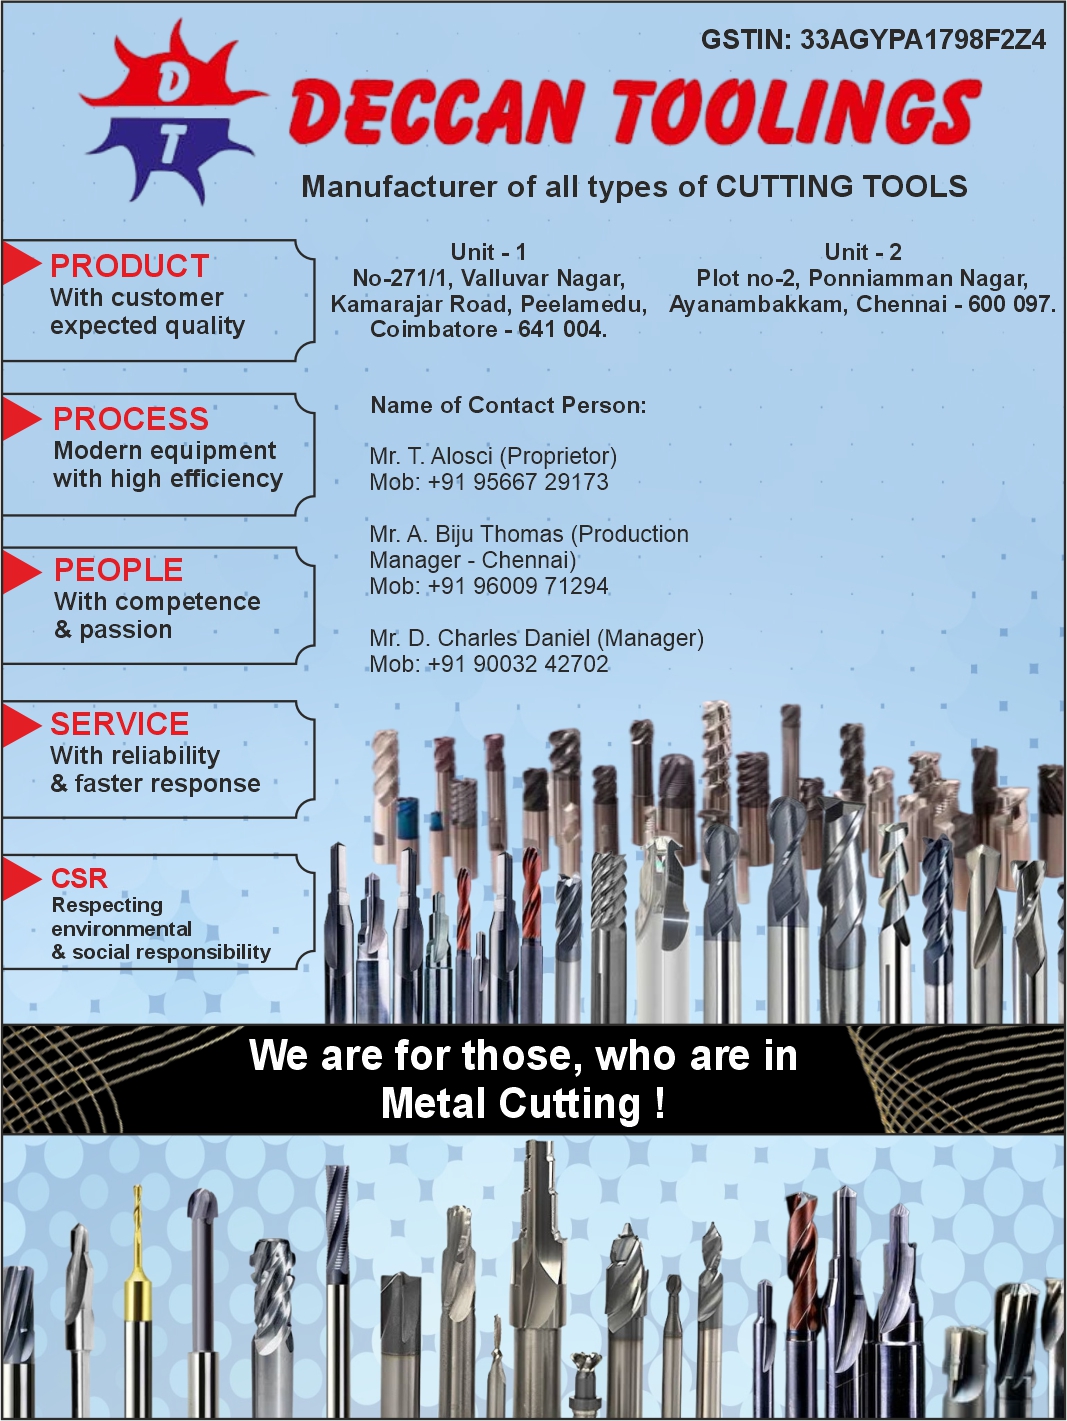 GSTIN: 33AGYPA1798F2Z4
D
T
DECCAN TOOLINGS
Manufacturer of all types of CUTTING TOOLS
PRODUCT
With customer
expected quality
Unit - 1
No-271/1, Valluvar Nagar,
Kamarajar Road, Peelamedu,
Coimbatore - 641 004.
Unit - 2
Plot no-2, Ponniamman Nagar,
Ayanambakkam, Chennai - 600 097.
PROCESS
Modern equipment
with high efficiency
Name of Contact Person:
Mr. T. Alosci (Proprietor)
Mob: +91 95667 29173
Mr. A. Biju Thomas (Production
Manager - Chennai)
Mob: +91 96009 71294
Mr. D. Charles Daniel (Manager)
Mob: +91 90032 42702
PEOPLE
With competence
& passion
SERVICE
With reliability
& faster response
CSR
Respecting
environmental
& social responsibility
We are for those, who are in
Metal Cutting !